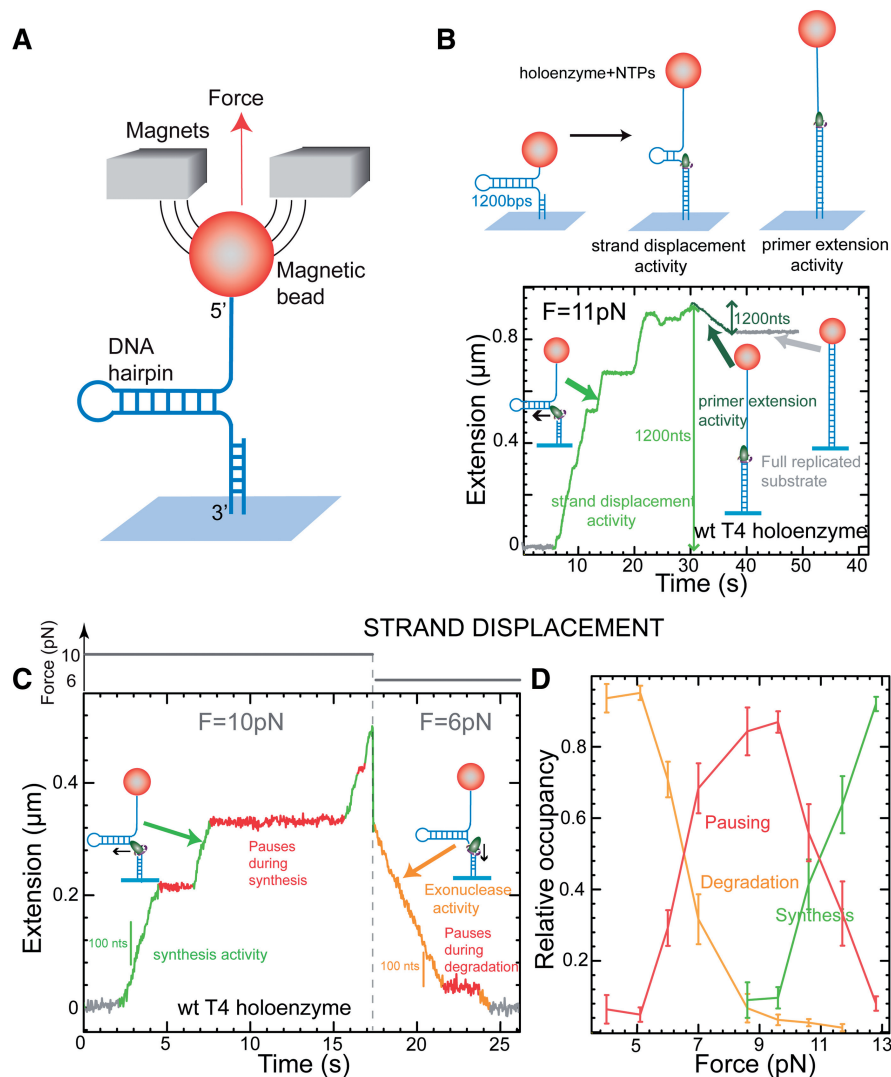 A
Force
Magnets
Magnetic
bead
5'
DNA
hairpin
3'
B
holoenzyme+NTPs
1200bps
strand displacement
activity
primer extension
activity
F=11pN
1200nts
primer extension
activity
1200nts
Full replicated
substrate
strand displacement
activity
wt T4 holoenzyme
Extension (µm)
0.8
0.4
0
10
20
30
40
50
40
Time (s)
STRAND DISPLACEMENT
Force (pN)
10
6
C
F=10pN
F=6pN
Pauses
during
synthesis
Exonuclease
activity
100 nts
synthesis activity
100 nts
Pauses
during
degradation
wt T4 holoenzyme
Extension (µm)
0.4
0.2
0
0
5
10
15
20
25
Time (s)
D
Pausing
Degradation
Synthesis
Relative occupancy
0.8
0.6
0.4
0.2
5
7
9
11
13
Force (pN)